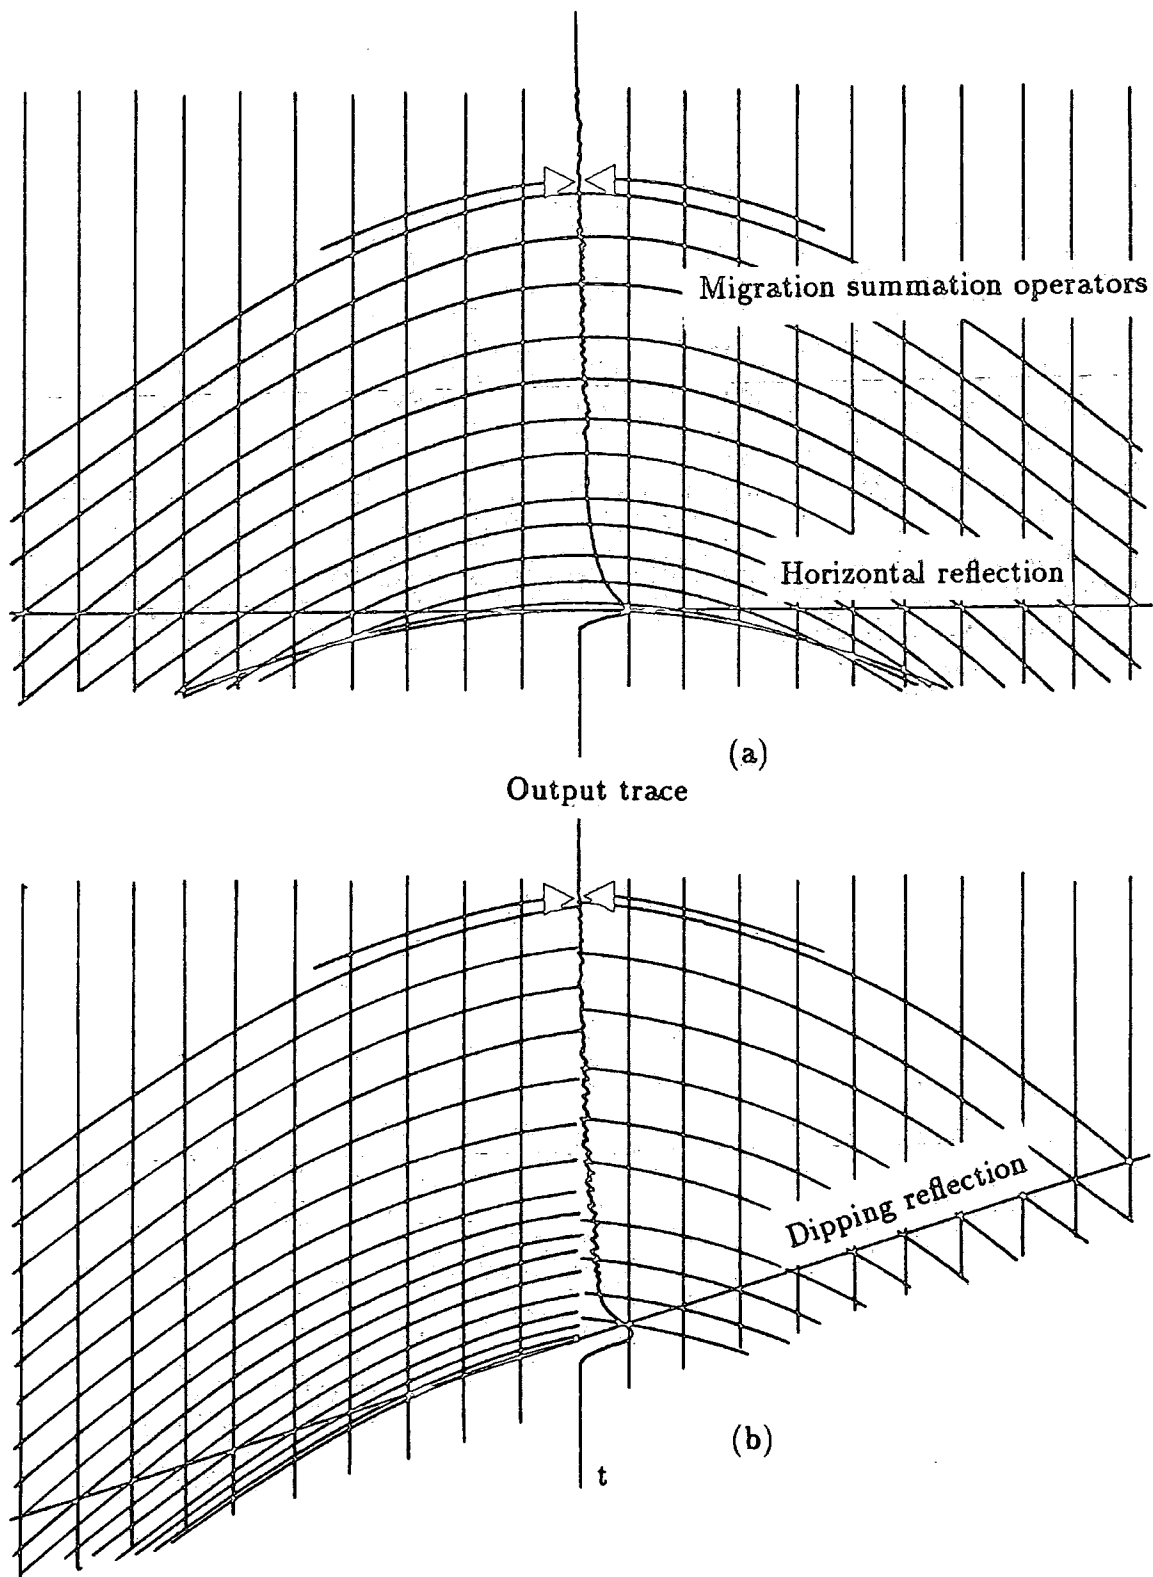 Migration summation operators
Horizontal reflection
(a)
Output trace
Dipping reflection
(b)
t